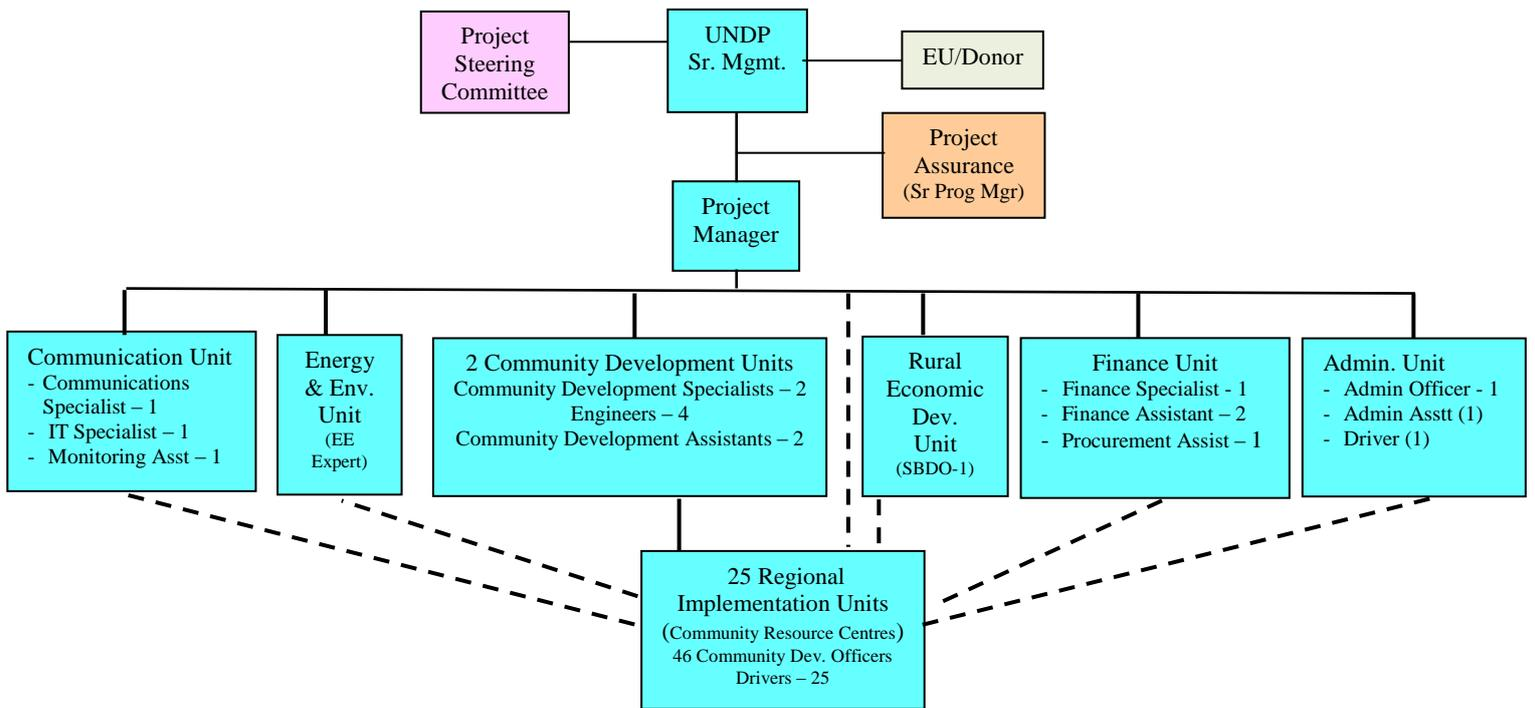 Project
Steering
Committee
UNDP
Sr. Mgmt.
EU/Donor
Project
Assurance
(Sr Prog Mgr)
Project
Manager
Communication Unit
- Communications
Specialist – 1
- IT Specialist – 1
- Monitoring Asst – 1
Energy
& Env.
Unit
(EE
Expert)
2 Community Development Units
Community Development Specialists – 2
Engineers – 4
Community Development Assistants – 2
Rural
Economic
Dev.
Unit
(SBDO-1)
Finance Unit
- Finance Specialist - 1
- Finance Assistant – 2
- Procurement Assist – 1
Admin. Unit
- Admin Officer - 1
- Admin Asstt (1)
- Driver (1)
25 Regional
Implementation Units
(Community Resource Centres)
46 Community Dev. Officers
Drivers – 25